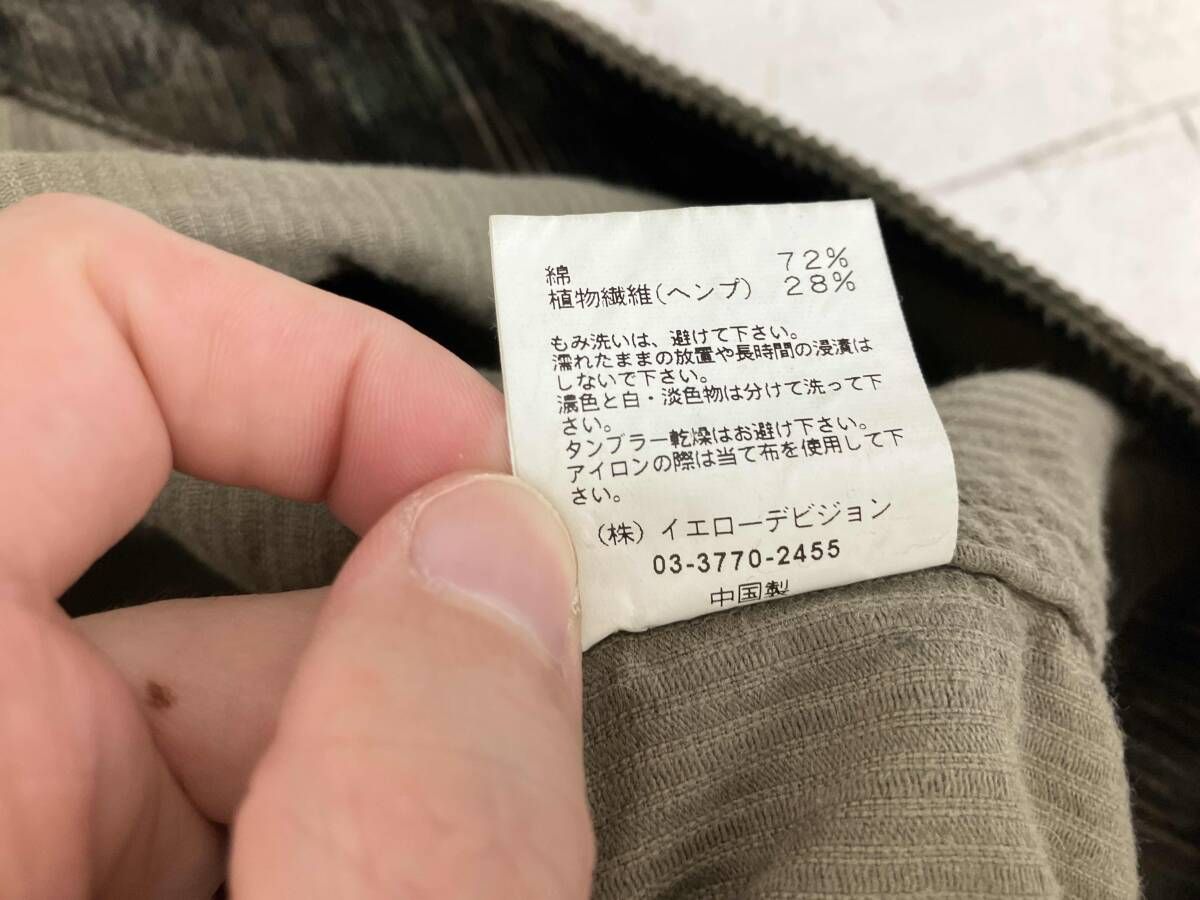 綿 72%
植物繊維(ヘンプ) 28%
もみ洗いは、避けて下さい。
濡れたままの放置や長時間の浸漬は
しないで下さい。
濃色と白・淡色物は分けて洗って下
さい。
タンブラー乾燥はお避け下さい。
アイロンの際は当て布を使用して下
さい。
(株)イエローデビジョン
03-3770-2455
中国製